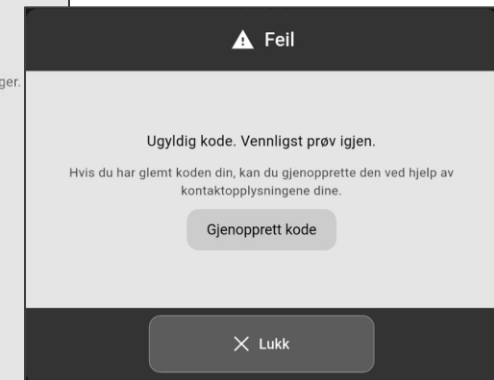 Feil
ger.
Ugyldig kode. Vennligst prøv igjen.
Hvis du har glemt koden din, kan du gjenopprette den ved hjelp av
kontaktopplysningene dine.
Gjenopprett kode
Lukk